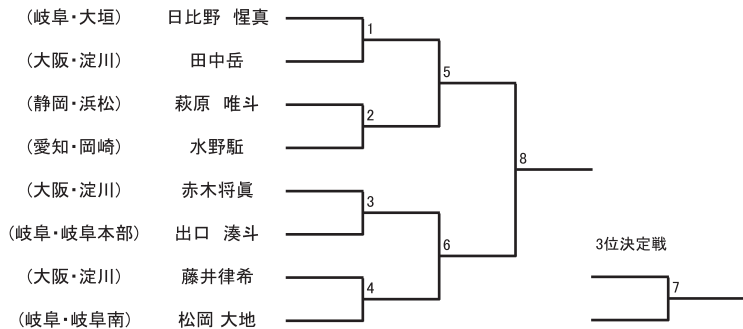 (岐阜・大垣) 日比野 惺真
1
(大阪・淀川) 田中岳
5
(静岡・浜松) 萩原 唯斗
2
(愛知・岡崎) 水野駈
8
(大阪・淀川) 赤木将眞
3
(岐阜・岐阜本部) 出口 湊斗
6
3位決定戦
(大阪・淀川) 藤井律希
4
7
(岐阜・岐阜南) 松岡 大地